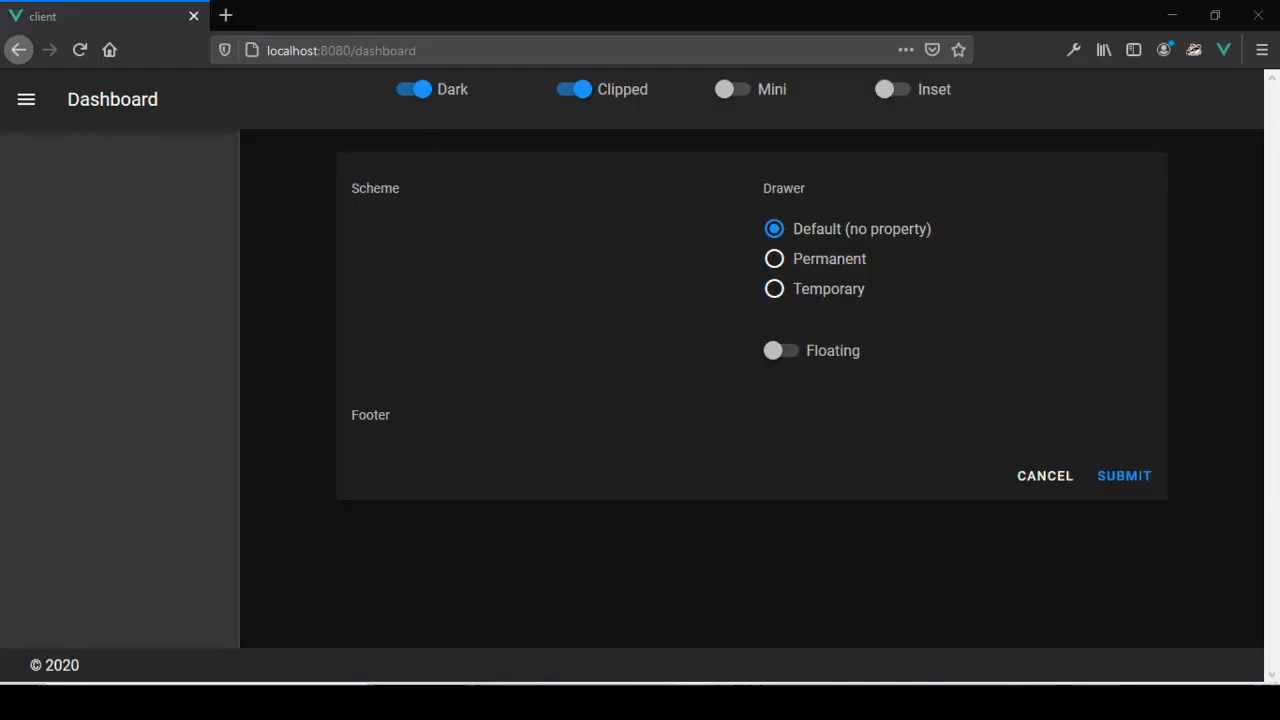 client
localhost:8080/dashboard
Dashboard
Dark
Clipped
Mini
Inset
Scheme
Drawer
Default (no property)
Permanent
Temporary
Floating
Footer
CANCEL
SUBMIT
© 2020